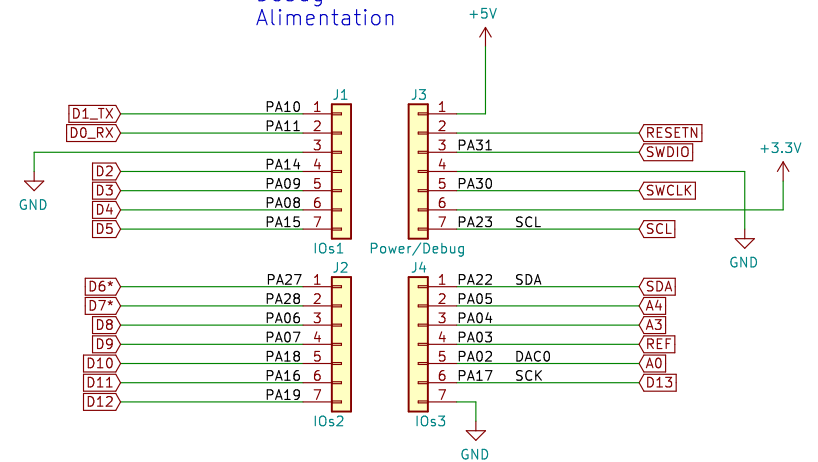 Debug
Alimentation
+5V
J1
J3
D1_TX PA10 1
1
D0_RX PA11 2
2 RESETN
3
3 PA31 SWDIO
+3.3V
D2 PA14 4
4
D3 PA09 5
5 PA30 SWCLK
GND
D4 PA08 6
6
D5 PA15 7
7 PA23 SCL SCL
IOs1
Power/Debug
GND
J2
J4
D6* PA27 1
1 PA22 SDA SDA
D7* PA28 2
2 PA05 A4
D8 PA06 3
3 PA04 A3
D9 PA07 4
4 PA03 REF
D10 PA18 5
5 PA02 DAC0 A0
D11 PA16 6
6 PA17 SCK D13
D12 PA19 7
7
IOs2
IOs3
GND